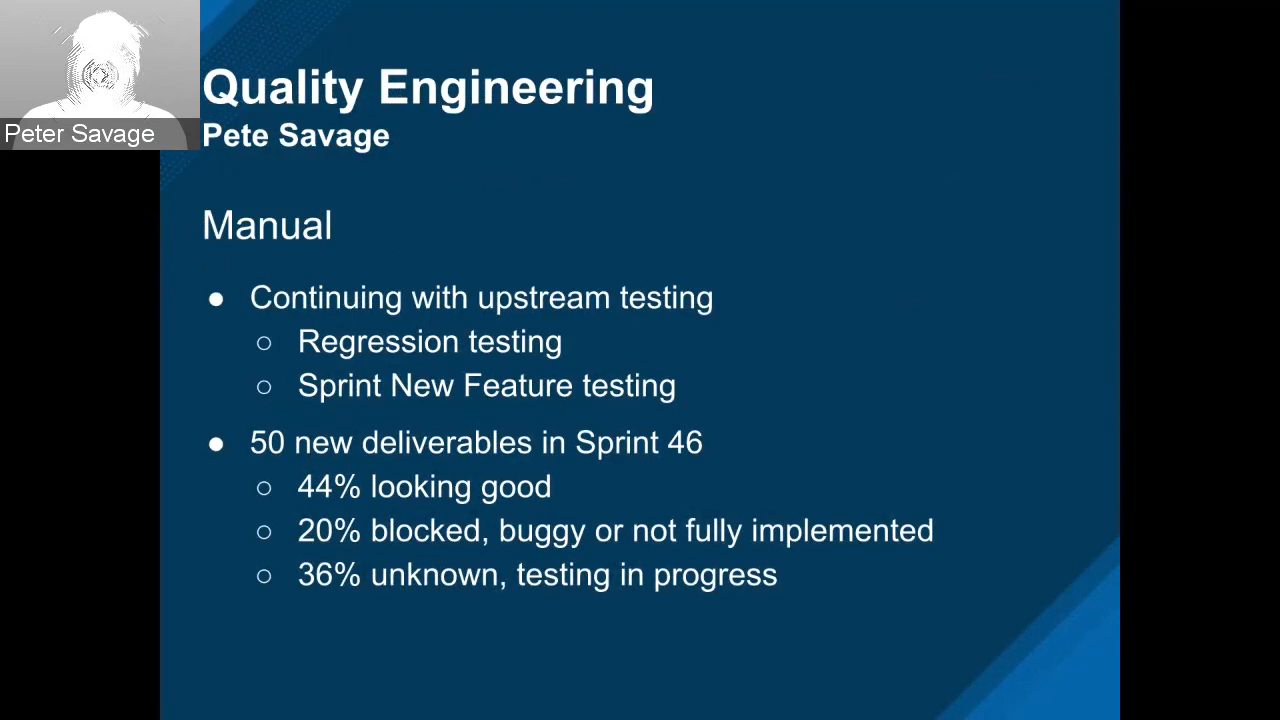 Peter Savage
Quality Engineering
Pete Savage
Manual
● Continuing with upstream testing
○ Regression testing
○ Sprint New Feature testing
● 50 new deliverables in Sprint 46
○ 44% looking good
○ 20% blocked, buggy or not fully implemented
○ 36% unknown, testing in progress